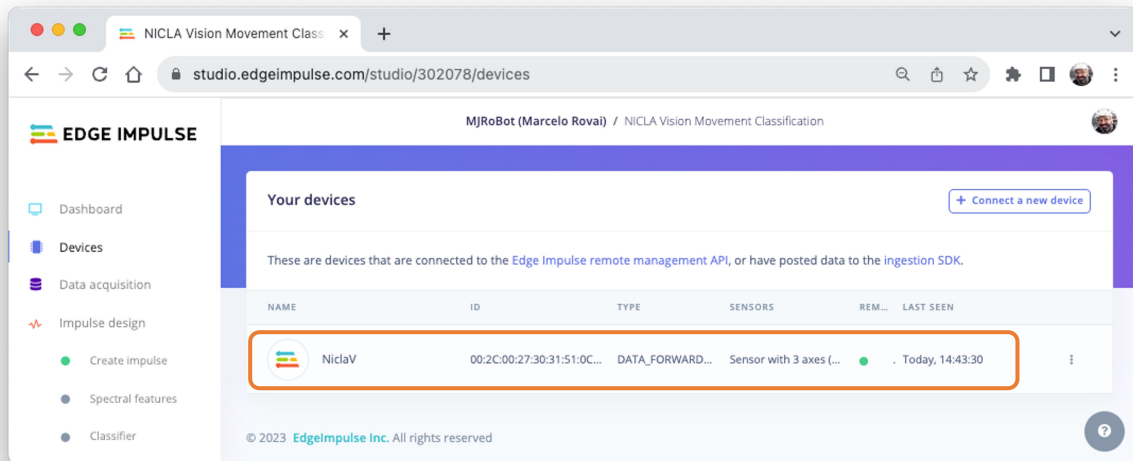 NICLA Vision Movement Class
studio.edgeimpulse.com/studio/302078/devices
EDGE IMPULSE
MJRoBot (Marcelo Rovai) / NICLA Vision Movement Classification
Dashboard
Devices
Data acquisition
Impulse design
Create impulse
Spectral features
Classifier
Your devices
+ Connect a new device
These are devices that are connected to the Edge Impulse remote management API, or have posted data to the ingestion SDK.
NAME ID TYPE SENSORS REM... LAST SEEN
NiclaV 00:2C:00:27:30:31:51:0C... DATA_FORWARD... Sensor with 3 axes (... . Today, 14:43:30
© 2023 EdgeImpulse Inc. All rights reserved
?